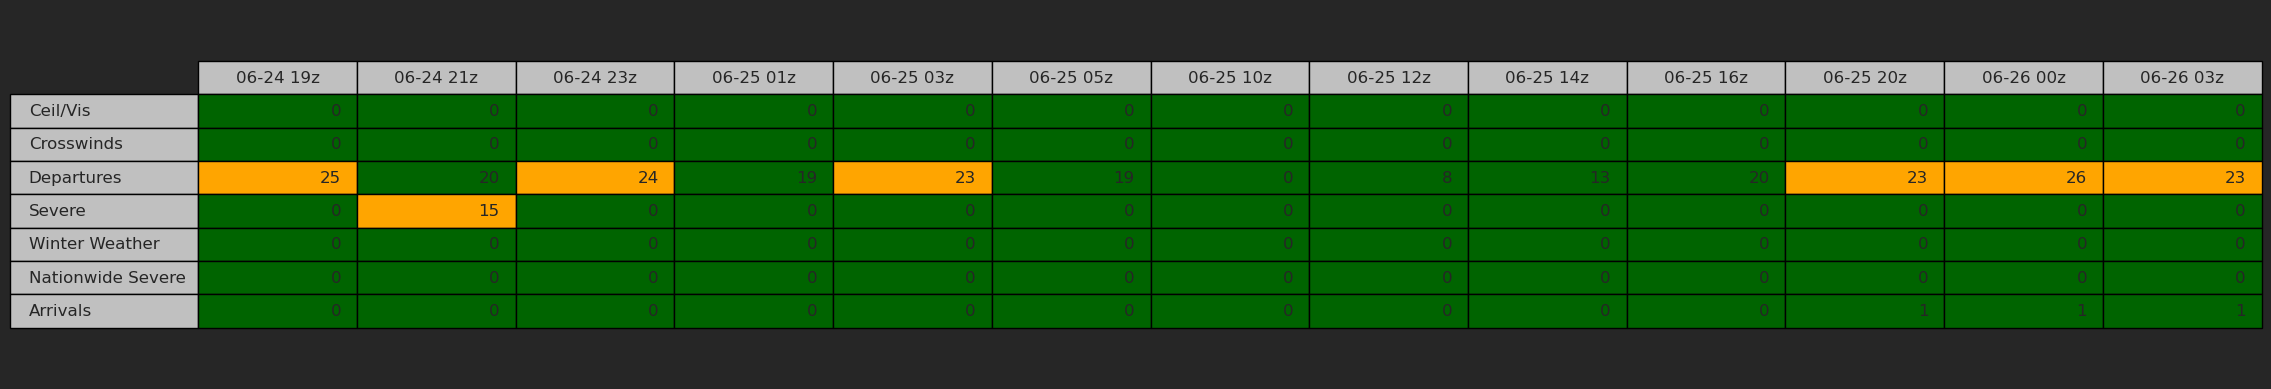 06-24 19z 06-24 21z 06-24 23z 06-25 01z 06-25 03z 06-25 05z 06-25 10z 06-25 12z 06-25 14z 06-25 16z 06-25 20z 06-26 00z 06-26 03z
Ceil/Vis 0 0 0 0 0 0 0 0 0 0 0 0 0
Crosswinds 0 0 0 0 0 0 0 0 0 0 0 0 0
Departures 25 20 24 19 23 19 0 8 13 20 23 26 23
Severe 0 15 0 0 0 0 0 0 0 0 0 0 0
Winter Weather 0 0 0 0 0 0 0 0 0 0 0 0 0
Nationwide Severe 0 0 0 0 0 0 0 0 0 0 0 0 0
Arrivals 0 0 0 0 0 0 0 0 0 0 1 1 1